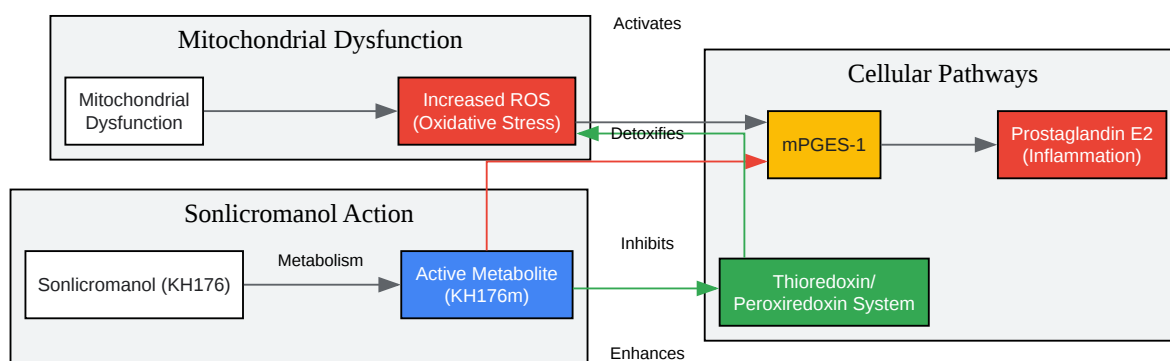 Activates
Mitochondrial Dysfunction
Cellular Pathways
Mitochondrial
Dysfunction
Increased ROS
(Oxidative Stress)
Detoxifies
mPGES-1
Prostaglandin E2
(Inflammation)
Sonlicromanol Action
Inhibits
Metabolism
Sonlicromanol (KH176)
Active Metabolite
(KH176m)
Thioredoxin/
Peroxiredoxin System
Enhances